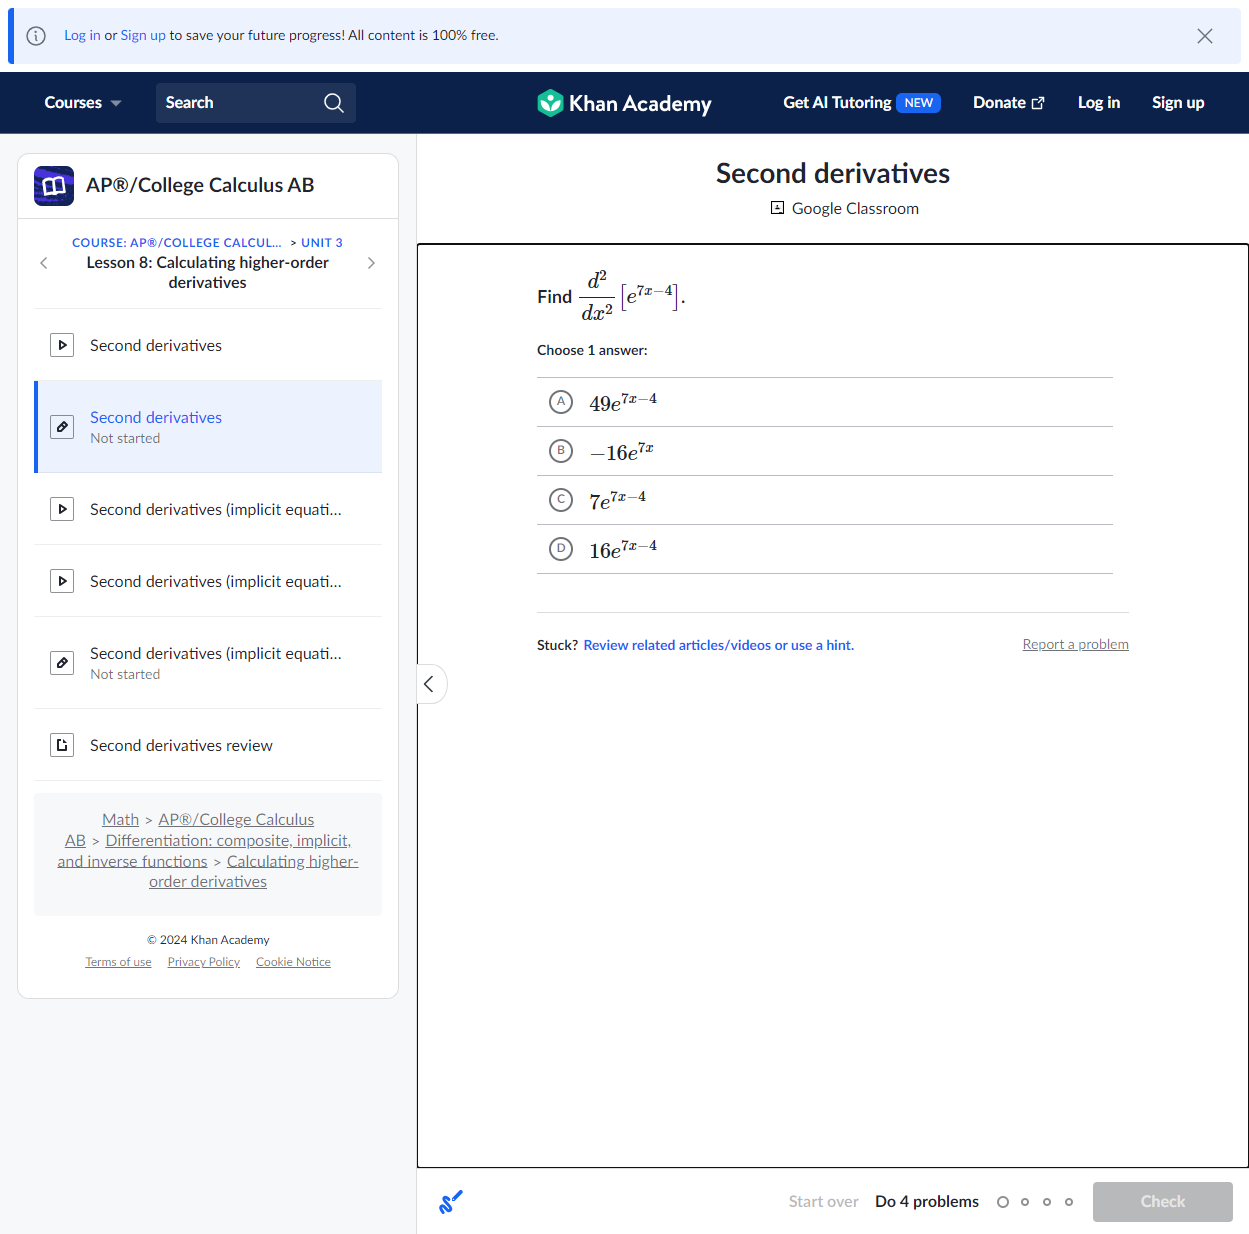 Log in or Sign up to save your future progress! All content is 100% free.
Courses
Search
Khan Academy
Get AI Tutoring NEW
Donate
Log in
Sign up
AP®/College Calculus AB
COURSE: AP®/COLLEGE CALCUL... > UNIT 3
Lesson 8: Calculating higher-order
derivatives
Second derivatives
Second derivatives
Not started
Second derivatives (implicit equati...
Second derivatives (implicit equati...
Second derivatives (implicit equati...
Not started
Second derivatives review
Math > AP®/College Calculus
AB > Differentiation: composite, implicit,
and inverse functions > Calculating higher-
order derivatives
© 2024 Khan Academy
Terms of use Privacy Policy Cookie Notice
Second derivatives
Google Classroom
Find d²/dx² [e^{7x−4}].
Choose 1 answer:
A 49e^{7x−4}
B −16e^{7x}
C 7e^{7x−4}
D 16e^{7x−4}
Stuck? Review related articles/videos or use a hint.
Report a problem
Start over
Do 4 problems
Check